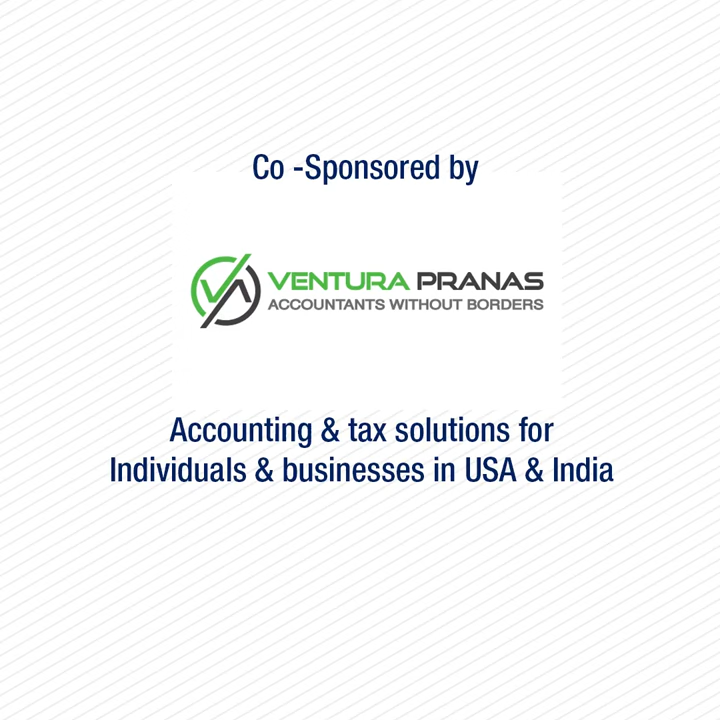 Co -Sponsored by
VENTURA PRANAS
ACCOUNTANTS WITHOUT BORDERS
Accounting & tax solutions for
Individuals & businesses in USA & India